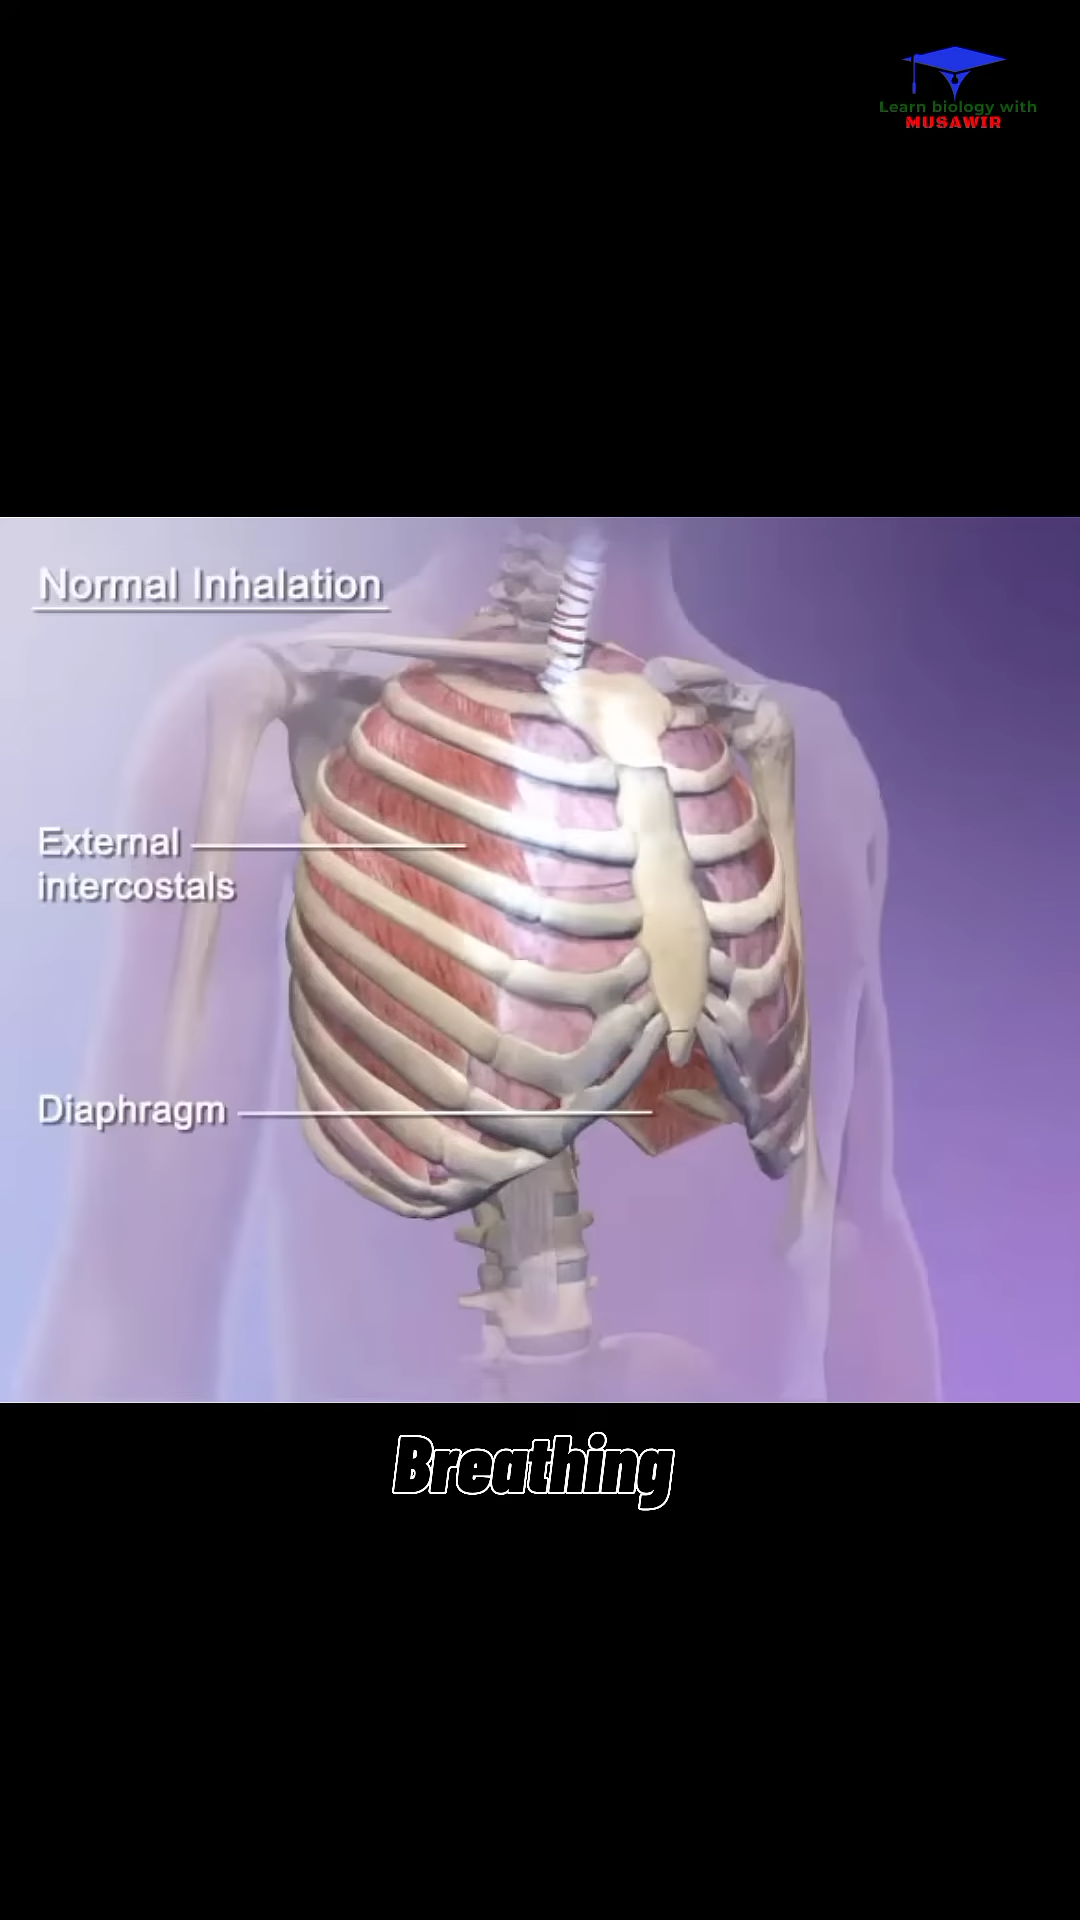 Learn biology with
MUSAWIR
Normal Inhalation
External
intercostals
Diaphragm
Breathing